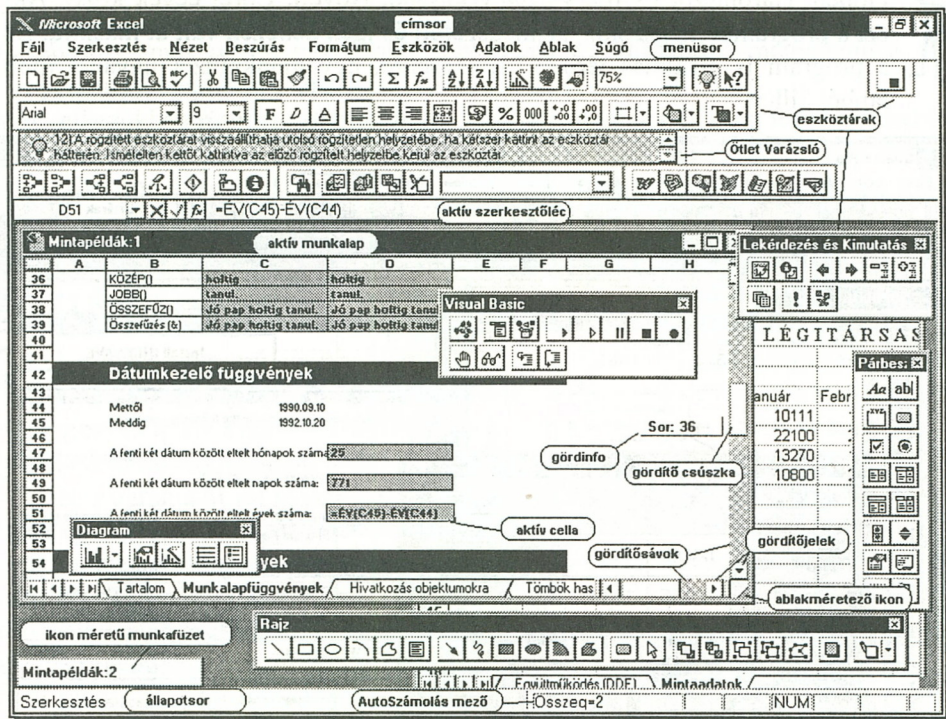 Microsoft Excel
címsor
Fájl Szerkesztés Nézet Beszúrás Formátum Eszközök Adatok Ablak Súgó
menüsor
75%
Arial
9
F D A
% 000
eszköztárak
12) A rögzített eszköztárat visszaállíthatja utolsó rögzítetlen helyzetébe, ha kétszer kattint az eszköztár
hátterén. Ismételten kettőt kattintva az előző rögzített helyzetbe kerül az eszköztár.
Ötlet Varázsló
D51
=ÉV(C45)-ÉV(C44)
aktív szerkesztőléc
Mintapéldák:1
aktív munkalap
Lekérdezés és Kimutatás
A B C D E F G H
36 KÖZÉP() holtig holtig
37 JOBB() tanul. tanul.
38 ÖSSZEFŰZ() Jó pap holtig tanul. Jó pap holtig tanul
39 Összefűzés (&) Jó pap holtig tanul. Jó pap holtig tanul
40
41
Visual Basic
LÉGITÁRSAS
42 Dátumkezelő függvények
Párbes:
Aa ab
XYZ
43
44 Mettől 1990.09.10
45 Meddig 1992.10.20
46
anuár Febr
10111
22100
13270
10800
Sor: 36
47 A fenti két dátum között eltelt hónapok száma 25
gördinfo
gördítő csúszka
48
49 A fenti két dátum között eltelt napok száma: 771
50
51 A fenti két dátum között eltelt évek száma: =ÉV(C45)-ÉV(C44)
52
aktív cella
Diagram
53
gördítősávok
gördítőjelek
54 yek
Tartalom Munkalapfüggvények Hivatkozás objektumokra Tömbök has
ablakméretező ikon
ikon méretű munkafüzet
Rajz
Mintapéldák:2
Együttműködés (DDE) Mintaadatok
Szerkesztés
állapotsor
AutoSzámolás mező
Összeg=2
NUM